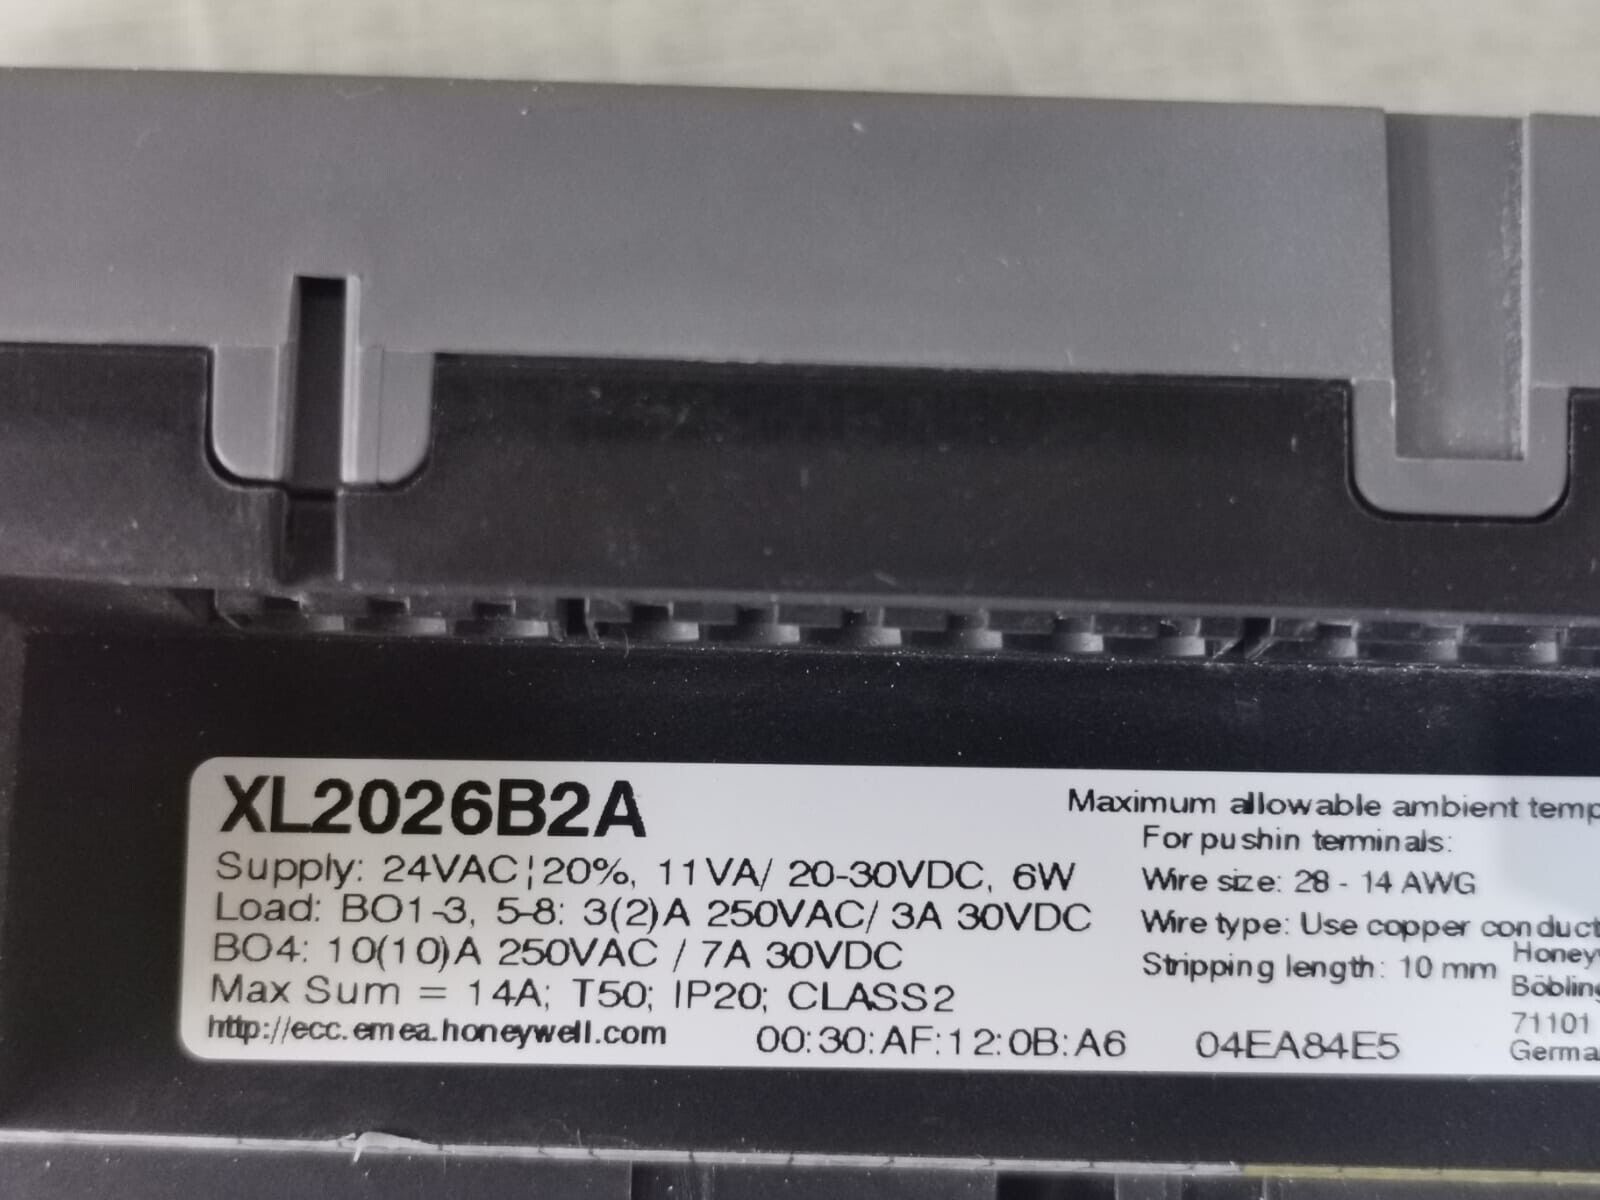 XL2026B2A
Supply: 24VAC¦20%, 11VA/ 20-30VDC, 6W
Load: BO1-3, 5-8: 3(2)A 250VAC/ 3A 30VDC
BO4: 10(10)A 250VAC / 7A 30VDC
Max Sum = 14A; T50; IP20; CLASS2
http://ecc.emea.honeywell.com 00:30:AF:12:0B:A6 04EA84E5
Maximum allowable ambient temp
For pushin terminals:
Wire size: 28 - 14 AWG
Wire type: Use copper conduct
Stripping length: 10 mm
Honeyw
Böbling
71101
Germa